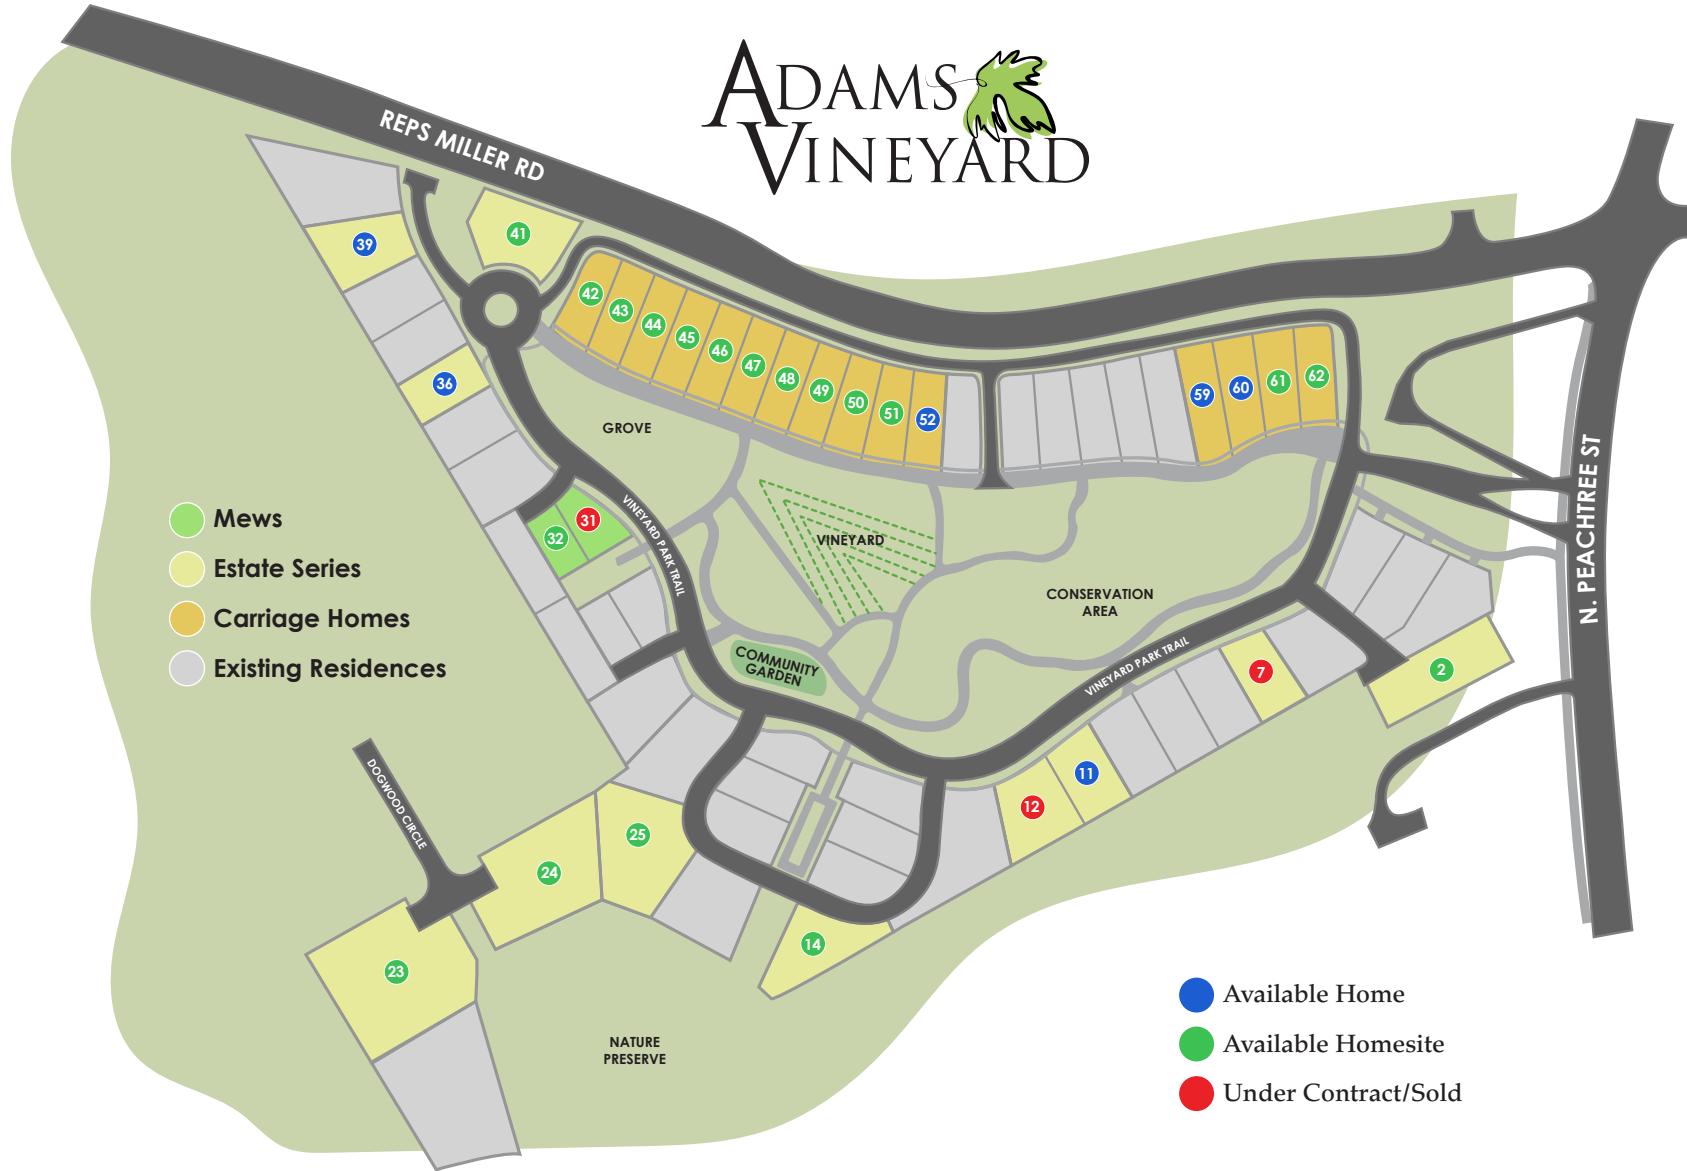 ADAMS
VINEYARD
REPS MILLER RD
39
41
36
42
43
44
45
46
47
48
49
50
51
52
59
60
61
62
GROVE
VINEYARD
CONSERVATION
AREA
COMMUNITY
GARDEN
VINEYARD PARK TRAIL
VINEYARD PARK TRAIL
N. PEACHTREE ST
31
32
Mews
Estate Series
Carriage Homes
Existing Residences
2
7
11
12
DOGWOOD CIRCLE
25
24
14
23
NATURE
PRESERVE
Available Home
Available Homesite
Under Contract/Sold